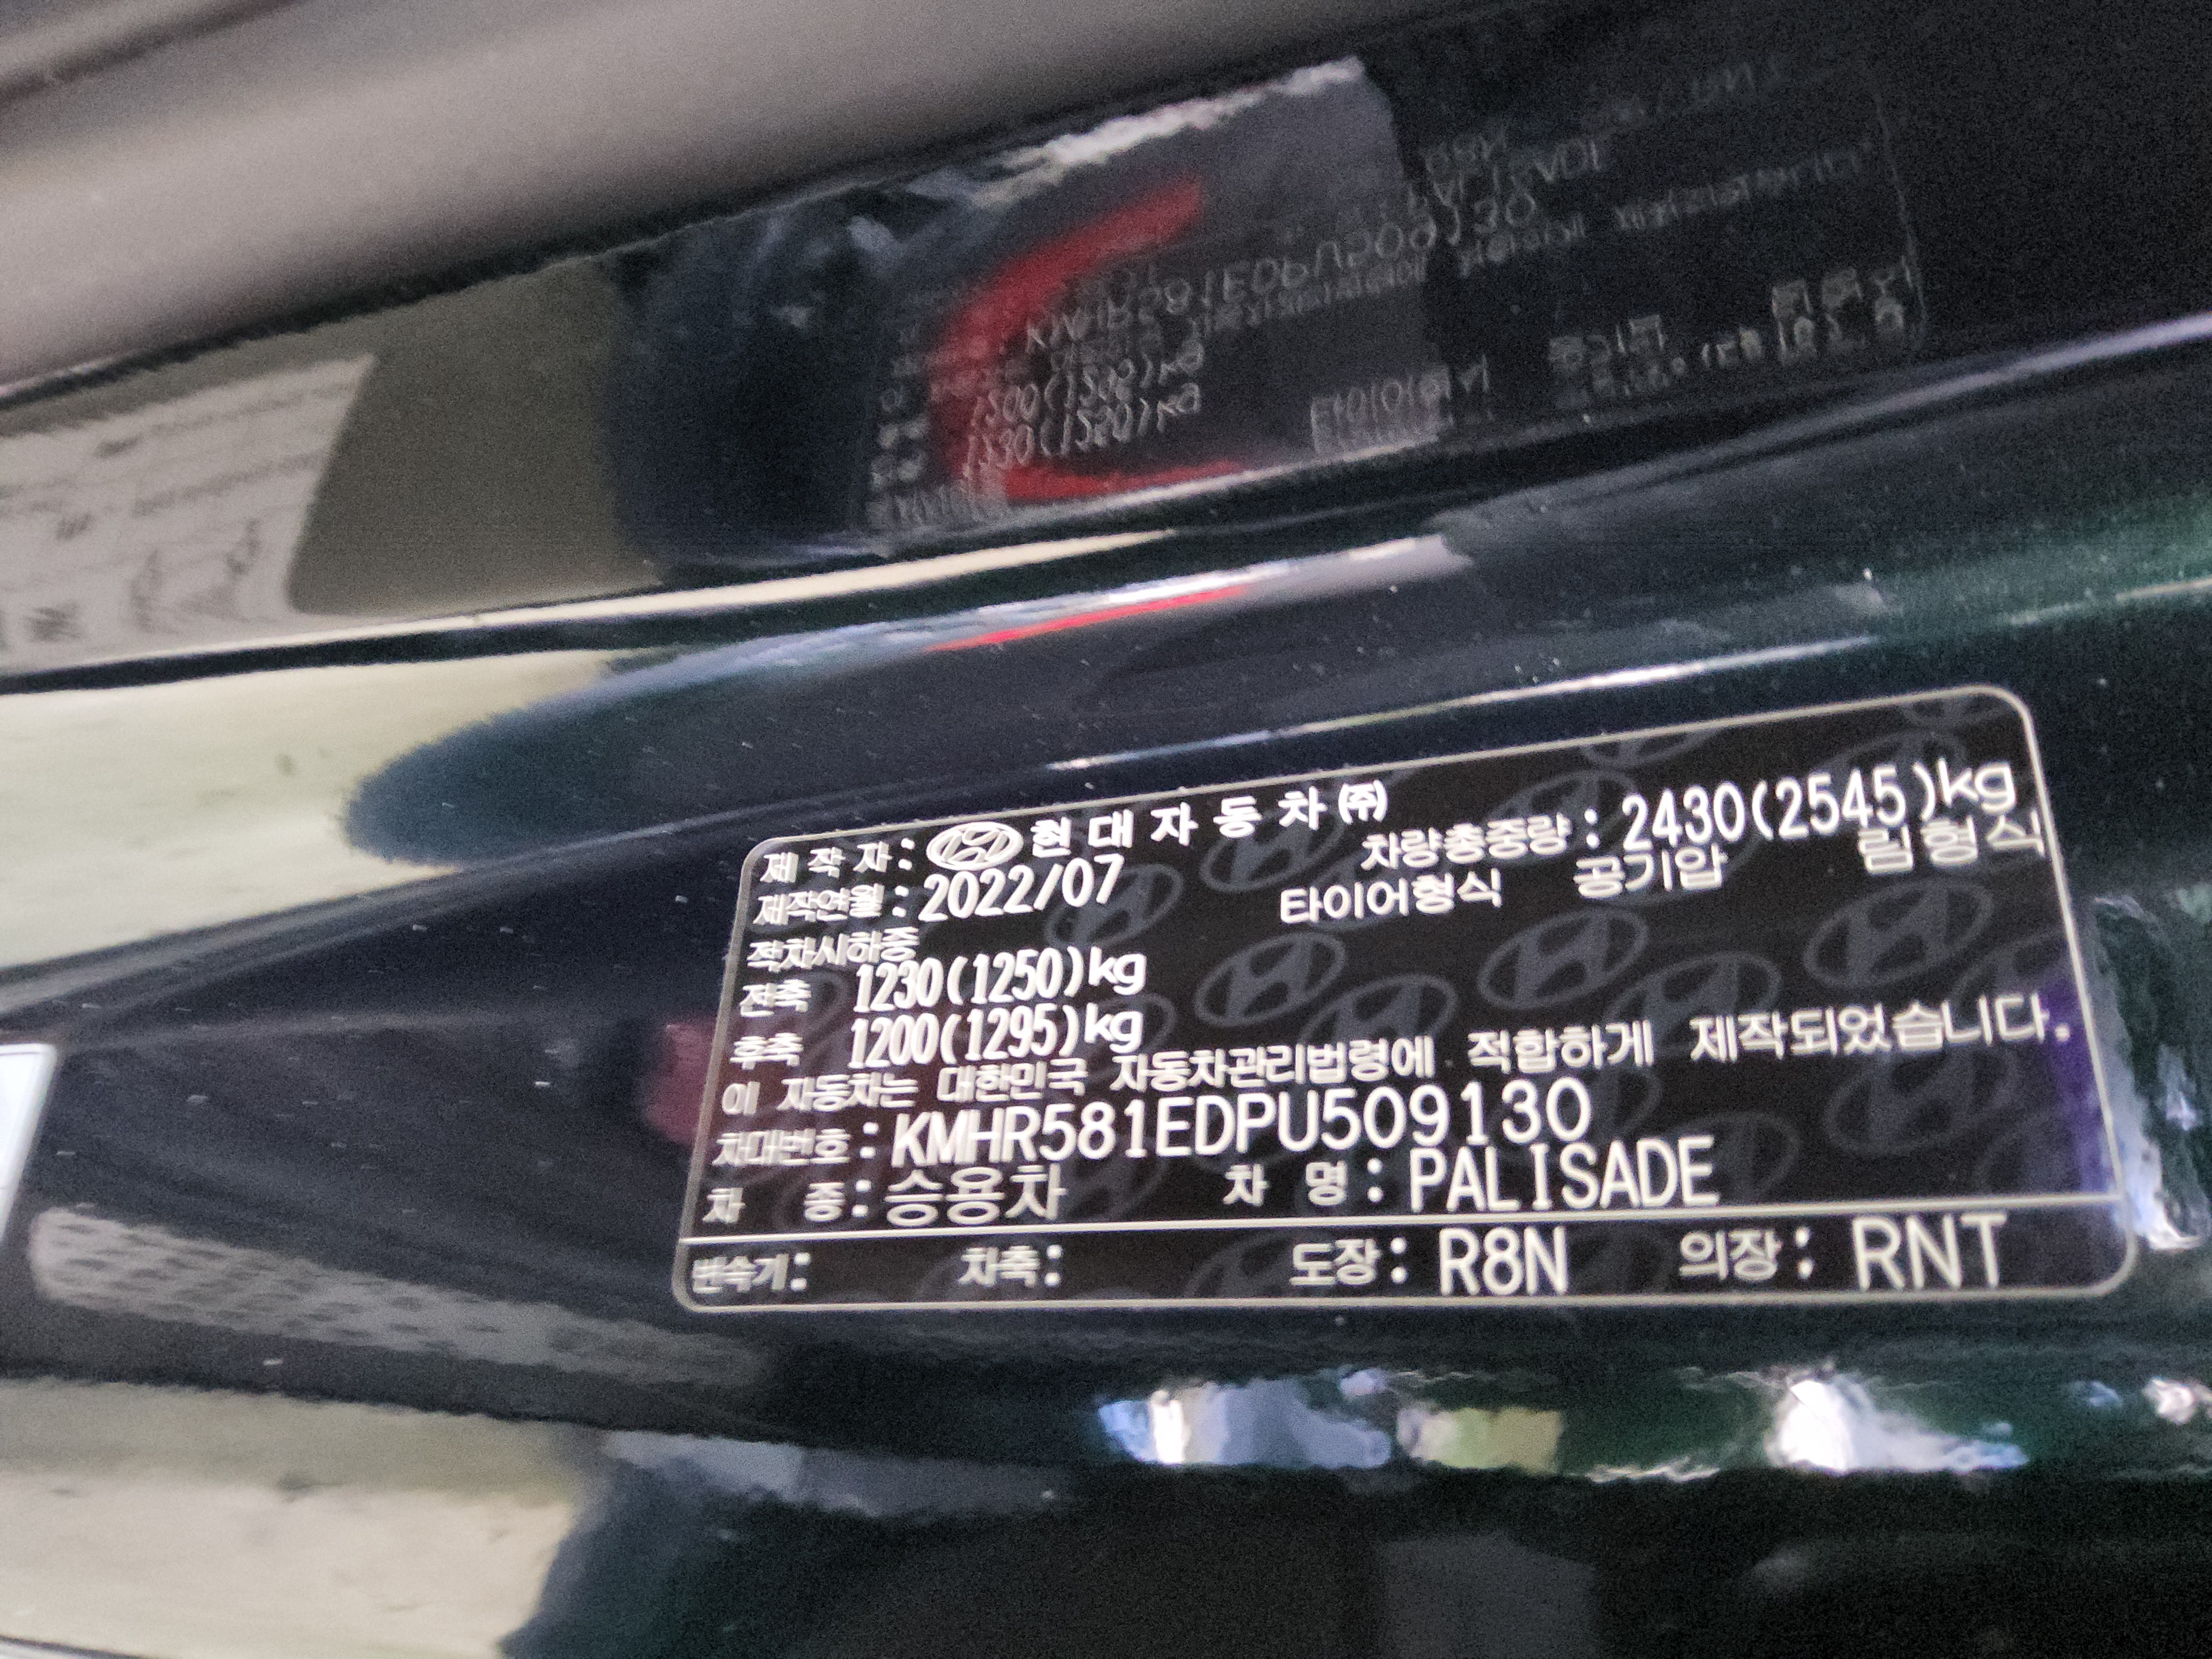 제 작 자 : 현 대 자 동 차 ㈜
제작연월 : 2022/07 차량총중량 : 2430(2545)kg
적차시하중 타이어형식 공기압 림형식
전축 1230(1250)kg
후축 1200(1295)kg
이 자동차는 대한민국 자동차관리법령에 적합하게 제작되었습니다.
차대번호 : KMHR581EDPU509130
차 종 : 승용차 차 명 : PALISADE
변속기 : 차축 : 도장 : R8N 의장 : RNT